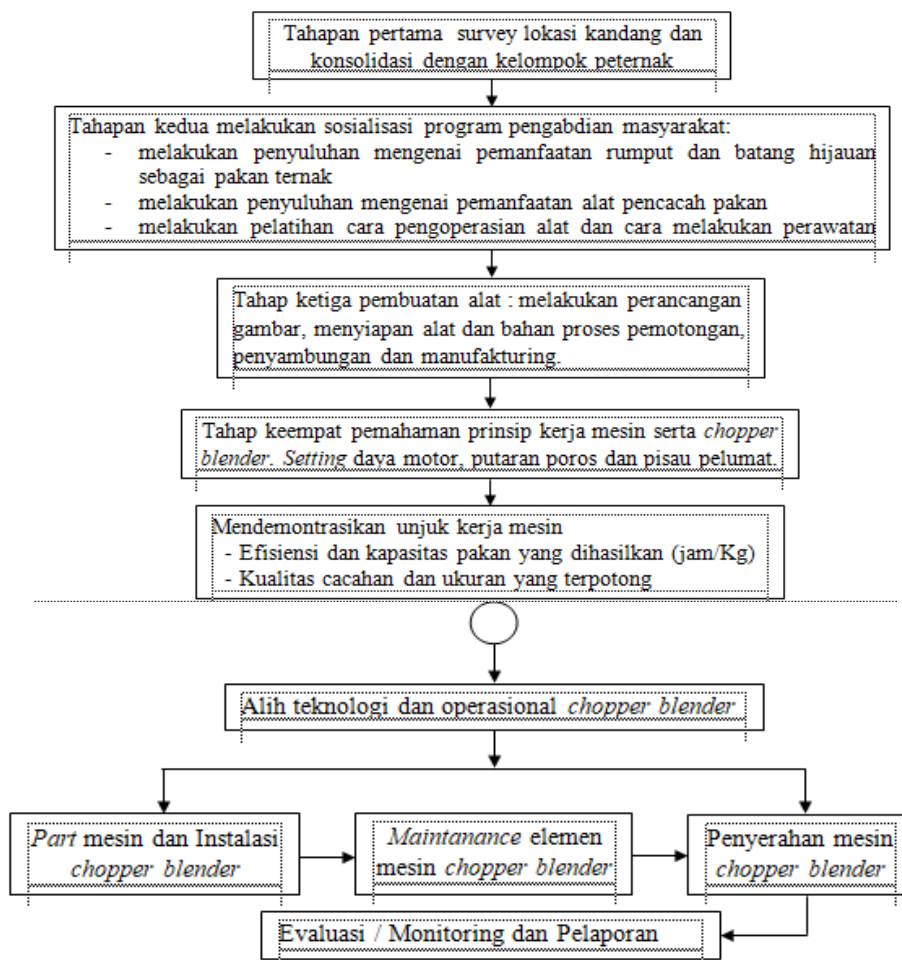 Tahapan pertama survey lokasi kandang dan
konsolidasi dengan kelompok peternak
Tahapan kedua melakukan sosialisasi program pengabdian masyarakat:
- melakukan penyuluhan mengenai pemanfaatan rumput dan batang hijauan
sebagai pakan ternak
- melakukan penyuluhan mengenai pemanfaatan alat pencacah pakan
- melakukan pelatihan cara pengoperasian alat dan cara melakukan perawatan
Tahap ketiga pembuatan alat : melakukan perancangan
gambar, menyiapan alat dan bahan proses pemotongan,
penyambungan dan manufakturing.
Tahap keempat pemahaman prinsip kerja mesin serta chopper
blender. Setting daya motor, putaran poros dan pisau pelumat.
Mendemontrasikan unjuk kerja mesin
- Efisiensi dan kapasitas pakan yang dihasilkan (jam/Kg)
- Kualitas cacahan dan ukuran yang terpotong
Alih teknologi dan operasional chopper blender
Part mesin dan Instalasi
chopper blender
Maintanance elemen
mesin chopper blender
Penyerahan mesin
chopper blender
Evaluasi / Monitoring dan Pelaporan